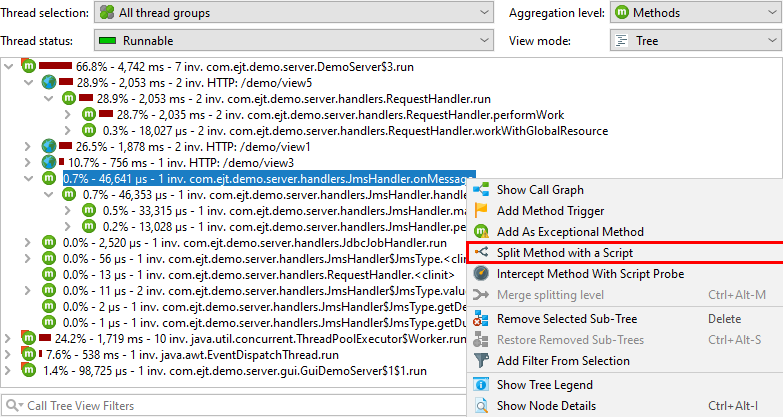 Thread selection: All thread groups Aggregation level: Methods
Thread status: Runnable View mode: Tree
66.8% - 4,742 ms - 7 inv. com.ejt.demo.server.DemoServer$3.run
28.9% - 2,053 ms - 2 inv. HTTP: /demo/view5
28.9% - 2,053 ms - 2 inv. com.ejt.demo.server.handlers.RequestHandler.run
28.7% - 2,035 ms - 2 inv. com.ejt.demo.server.handlers.RequestHandler.performWork
0.3% - 18,027 µs - 2 inv. com.ejt.demo.server.handlers.RequestHandler.workWithGlobalResource
26.5% - 1,878 ms - 2 inv. HTTP: /demo/view1
10.7% - 756 ms - 1 inv. HTTP: /demo/view3
0.7% - 46,641 µs - 1 inv. com.ejt.demo.server.handlers.JmsHandler.onMessage
0.7% - 46,353 µs - 1 inv. com.ejt.demo.server.handlers.JmsHandler.handle
0.5% - 33,315 µs - 1 inv. com.ejt.demo.server.handlers.JmsHandler.ma
0.2% - 13,028 µs - 1 inv. com.ejt.demo.server.handlers.JmsHandler.pe
0.0% - 2,520 µs - 1 inv. com.ejt.demo.server.handlers.JdbcJobHandler.run
0.0% - 56 µs - 1 inv. com.ejt.demo.server.handlers.JmsHandler$JmsType.<cli
0.0% - 13 µs - 1 inv. com.ejt.demo.server.handlers.RequestHandler.<clinit>
0.0% - 11 µs - 2 inv. com.ejt.demo.server.handlers.JmsHandler$JmsType.value
0.0% - 2 µs - 1 inv. com.ejt.demo.server.handlers.JmsHandler$JmsType.getDe
0.0% - 0 µs - 1 inv. com.ejt.demo.server.handlers.JmsHandler$JmsType.getDu
24.2% - 1,719 ms - 10 inv. java.util.concurrent.ThreadPoolExecutor$Worker.run
7.6% - 538 ms - 1 inv. java.awt.EventDispatchThread.run
1.4% - 98,725 µs - 1 inv. com.ejt.demo.server.gui.GuiDemoServer$1$1.run
Call Tree View Filters
Show Call Graph
Add Method Trigger
Add As Exceptional Method
Split Method with a Script
Intercept Method With Script Probe
Merge splitting level Ctrl+Alt-M
Remove Selected Sub-Tree Delete
Restore Removed Sub-Trees Ctrl+Alt-S
Add Filter From Selection
Show Tree Legend
Show Node Details Ctrl+Alt-I